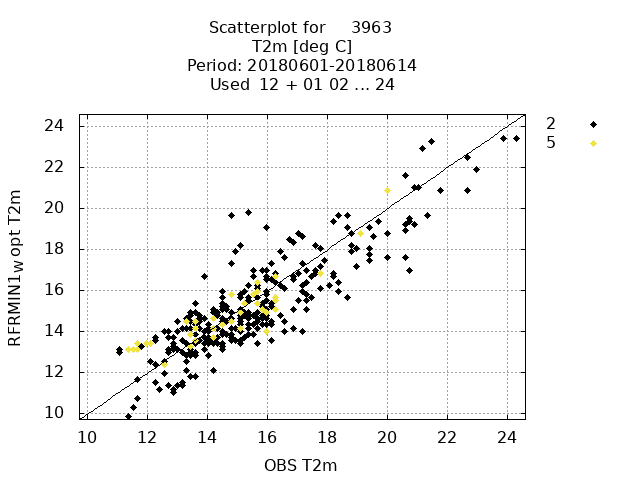 Scatterplot for 3963
T2m [deg C]
Period: 20180601-20180614
Used 12 + 01 02 ... 24
2
5
24
22
20
18
16
14
12
10
RFRMIN1_W opt T2m
10 12 14 16 18 20 22 24
OBS T2m